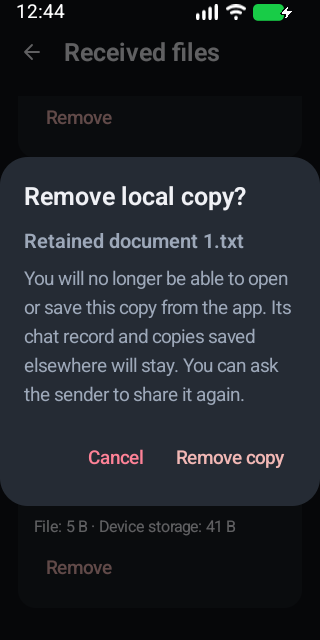 12:44
Received files
Remove
Remove local copy?
Retained document 1.txt
You will no longer be able to open
or save this copy from the app. Its
chat record and copies saved
elsewhere will stay. You can ask
the sender to share it again.
Cancel Remove copy
File: 5 B · Device storage: 41 B
Remove